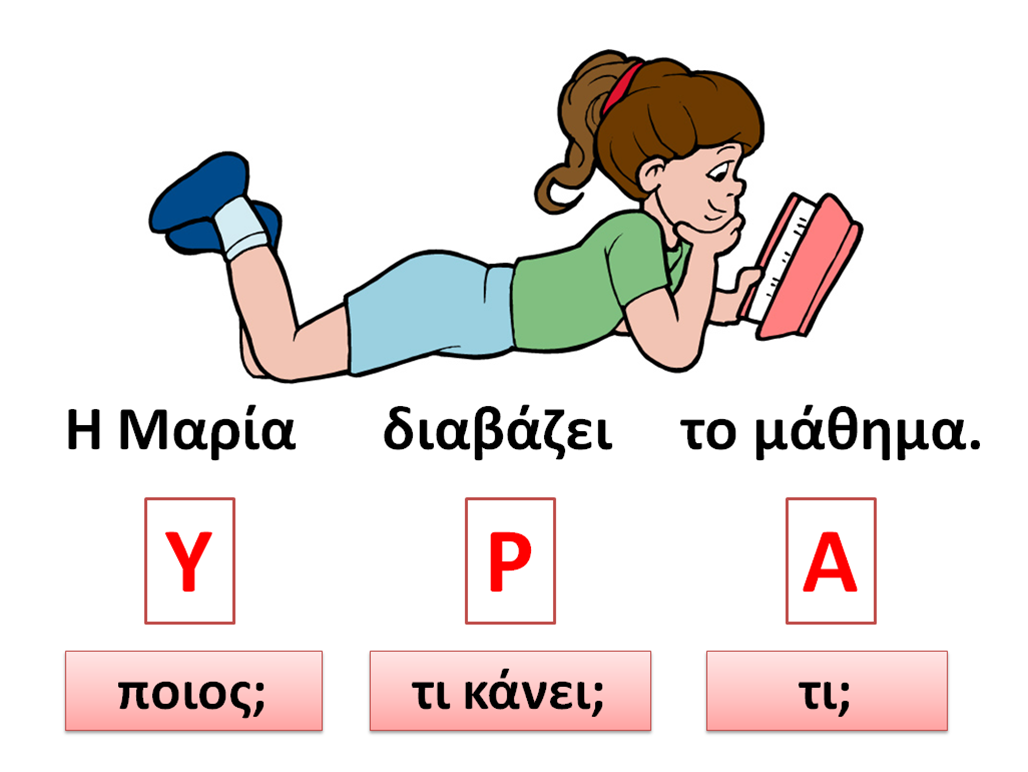 Η Μαρία διαβάζει το μάθημα.
Υ Ρ Α
ποιος; τι κάνει; τι;